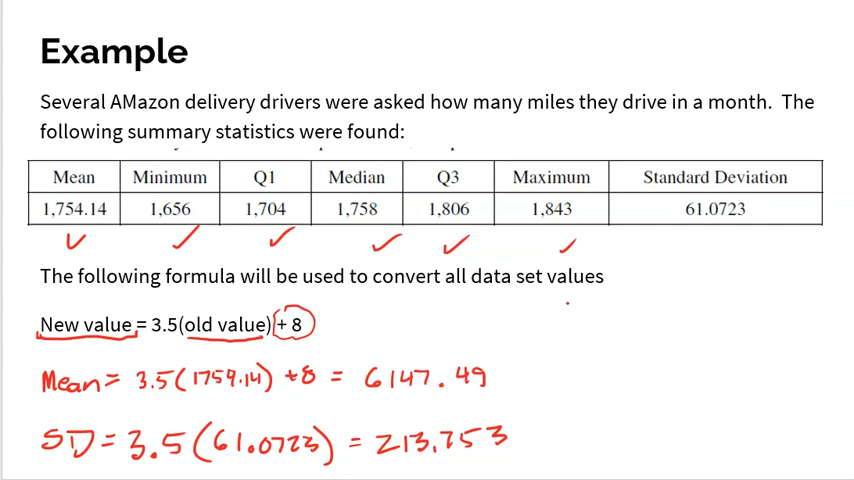 Example
Several AMazon delivery drivers were asked how many miles they drive in a month. The
following summary statistics were found:
Mean Minimum Q1 Median Q3 Maximum Standard Deviation
1,754.14 1,656 1,704 1,758 1,806 1,843 61.0723
The following formula will be used to convert all data set values
New value = 3.5(old value) + 8
Mean = 3.5(1754.14) + 8 = 6147.49
SD = 3.5(61.0723) = 213.753